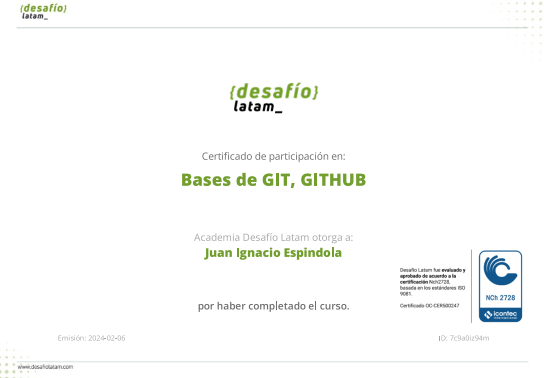 {desafío}
latam_
{desafío}
latam_
Certificado de participación en:
Bases de GIT, GITHUB
Academia Desafío Latam otorga a:
Juan Ignacio Espindola
por haber completado el curso.
Desafío Latam fue evaluado y
aprobado de acuerdo a la
certificación Nch2728,
basada en los estándares ISO
9001.
Certificado OC-CER500247
NCh 2728
icontec
internacional
Emisión: 2024-02-06
ID: 7c9a0iz94m
www.desafiolatam.com